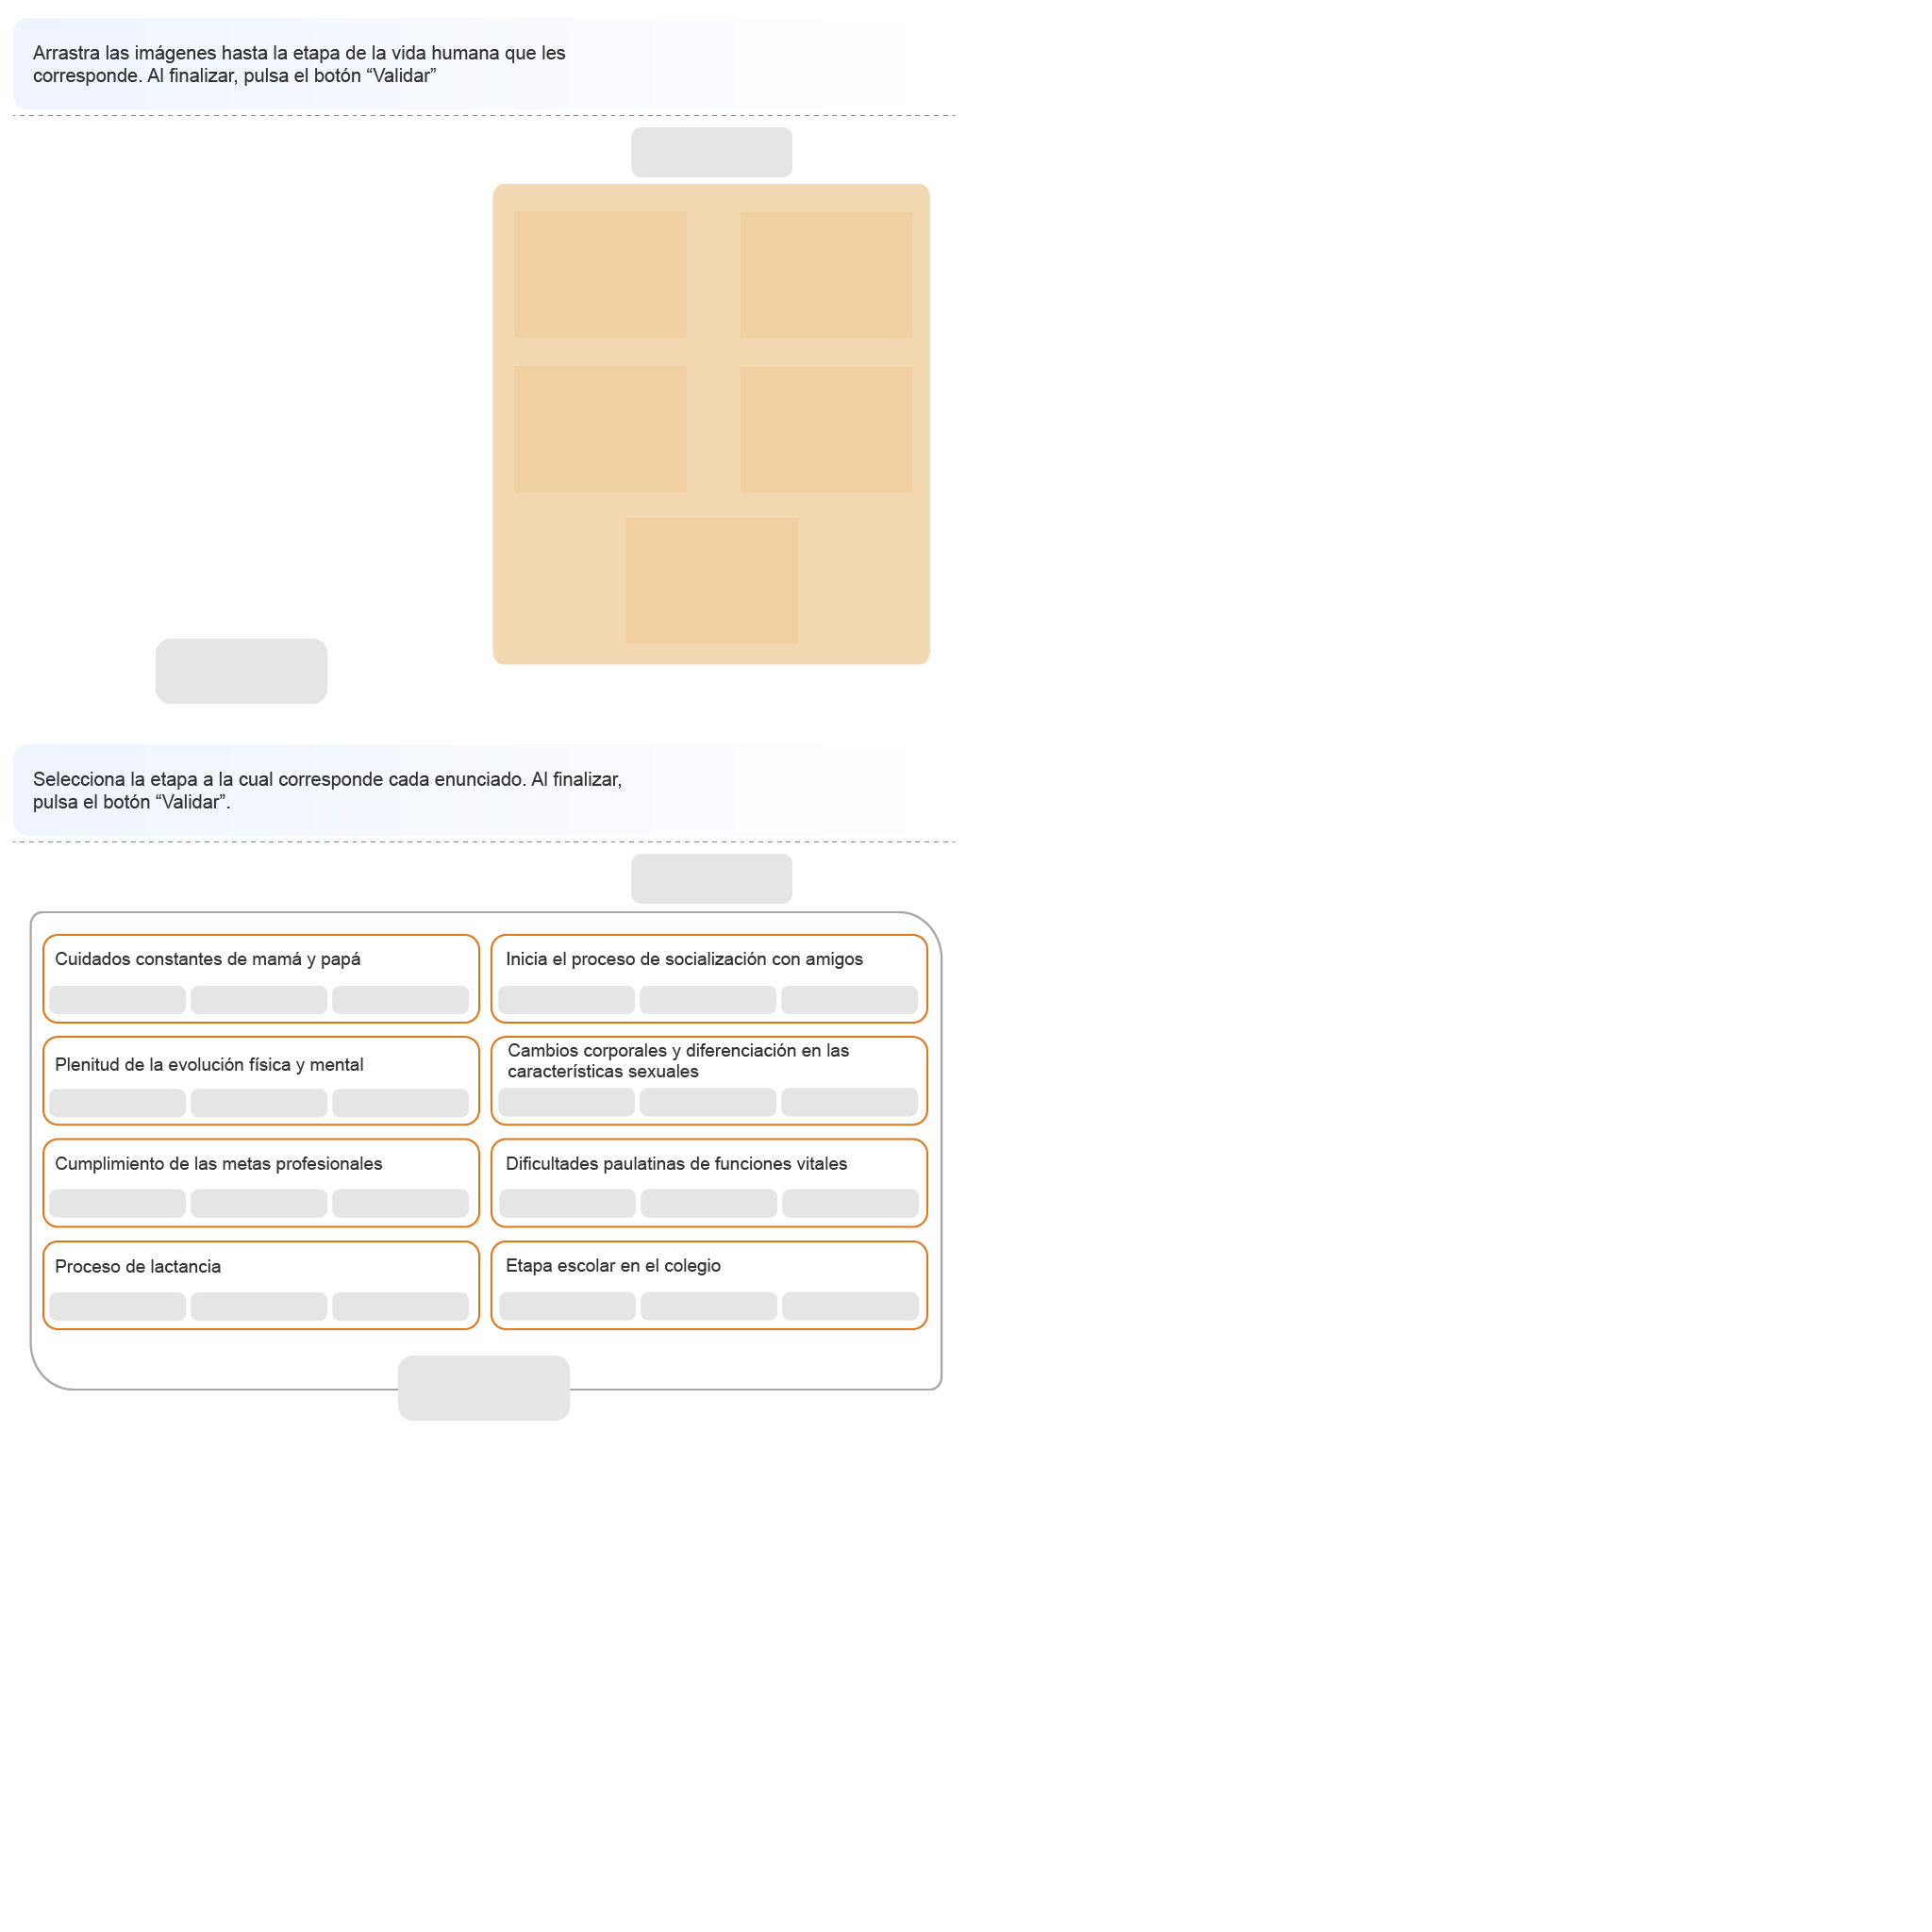 Arrastra las imágenes hasta la etapa de la vida humana que les
corresponde. Al finalizar, pulsa el botón “Validar”
Selecciona la etapa a la cual corresponde cada enunciado. Al finalizar,
pulsa el botón “Validar”.
Cuidados constantes de mamá y papá
Inicia el proceso de socialización con amigos
Plenitud de la evolución física y mental
Cambios corporales y diferenciación en las
características sexuales
Cumplimiento de las metas profesionales
Dificultades paulatinas de funciones vitales
Proceso de lactancia
Etapa escolar en el colegio